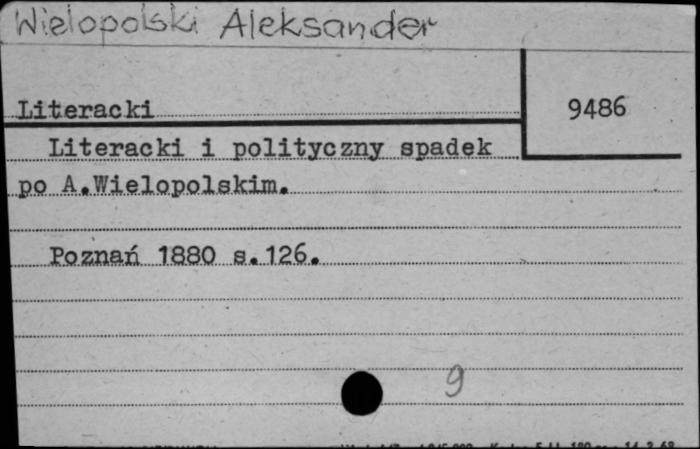 Wielopolski Aleksander
Literacki
9486
Literacki i polityczny spadek
po A.Wielopolskim.
Poznań 1880 s.126.
9